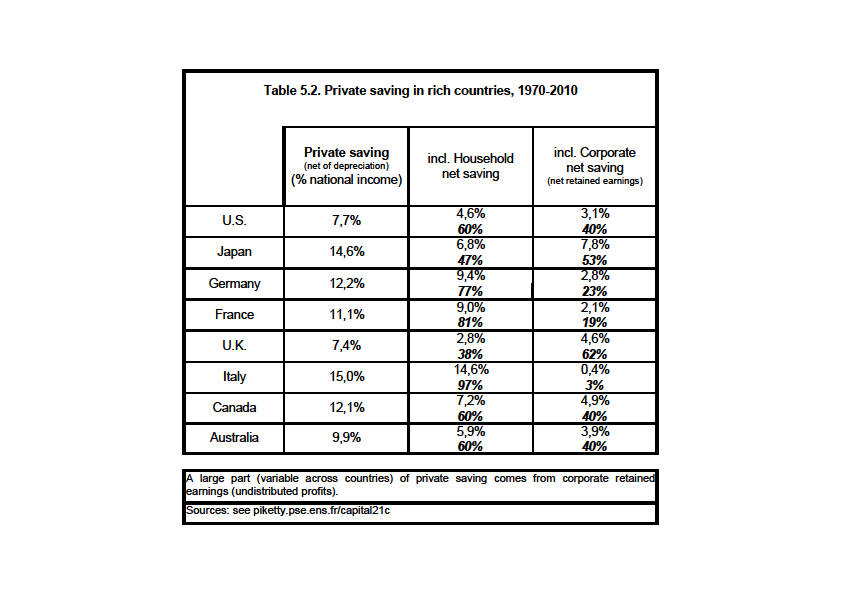 Table 5.2. Private saving in rich countries, 1970-2010
Private saving
(net of depreciation)
(% national income)
incl. Household
net saving
incl. Corporate
net saving
(net retained earnings)
U.S.
7,7%
4,6%
60%
3,1%
40%
Japan
14,6%
6,8%
47%
7,8%
53%
Germany
12,2%
9,4%
77%
2,8%
23%
France
11,1%
9,0%
81%
2,1%
19%
U.K.
7,4%
2,8%
38%
4,6%
62%
Italy
15,0%
14,6%
97%
0,4%
3%
Canada
12,1%
7,2%
60%
4,9%
40%
Australia
9,9%
5,9%
60%
3,9%
40%
A large part (variable across countries) of private saving comes from corporate retained
earnings (undistributed profits).
Sources: see piketty.pse.ens.fr/capital21c